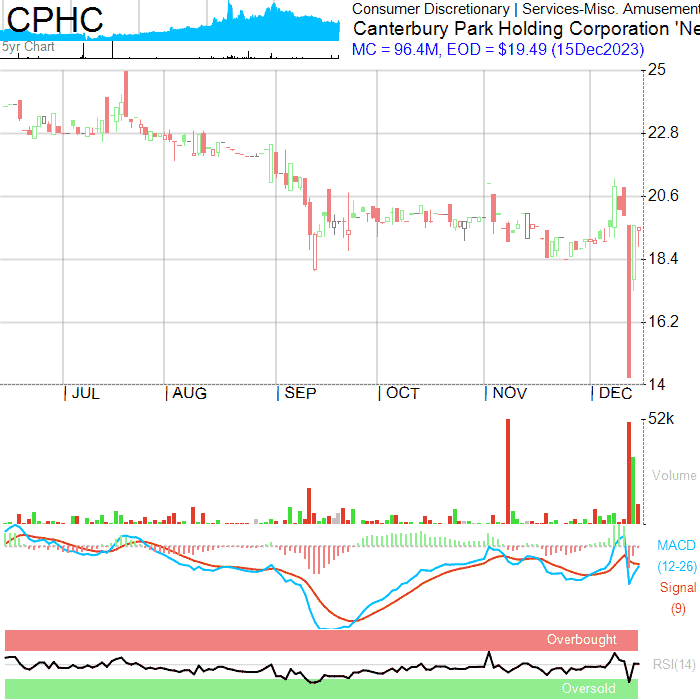 CPHC
Consumer Discretionary | Services-Misc. Amusement
Canterbury Park Holding Corporation 'Ne
5yr Chart
MC = 96.4M, EOD = $19.49 (15Dec2023)
25
22.8
20.6
18.4
16.2
14
| JUL | AUG | SEP | OCT | NOV | DEC
52k
Volume
MACD
(12-26)
Signal
(9)
Overbought
RSI(14)
Oversold